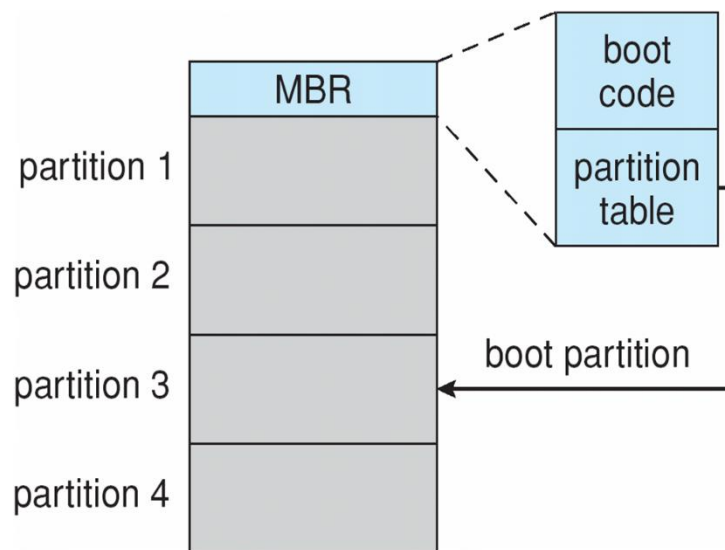 MBR
boot
code
partition 1
partition
table
partition 2
boot partition
partition 3
partition 4